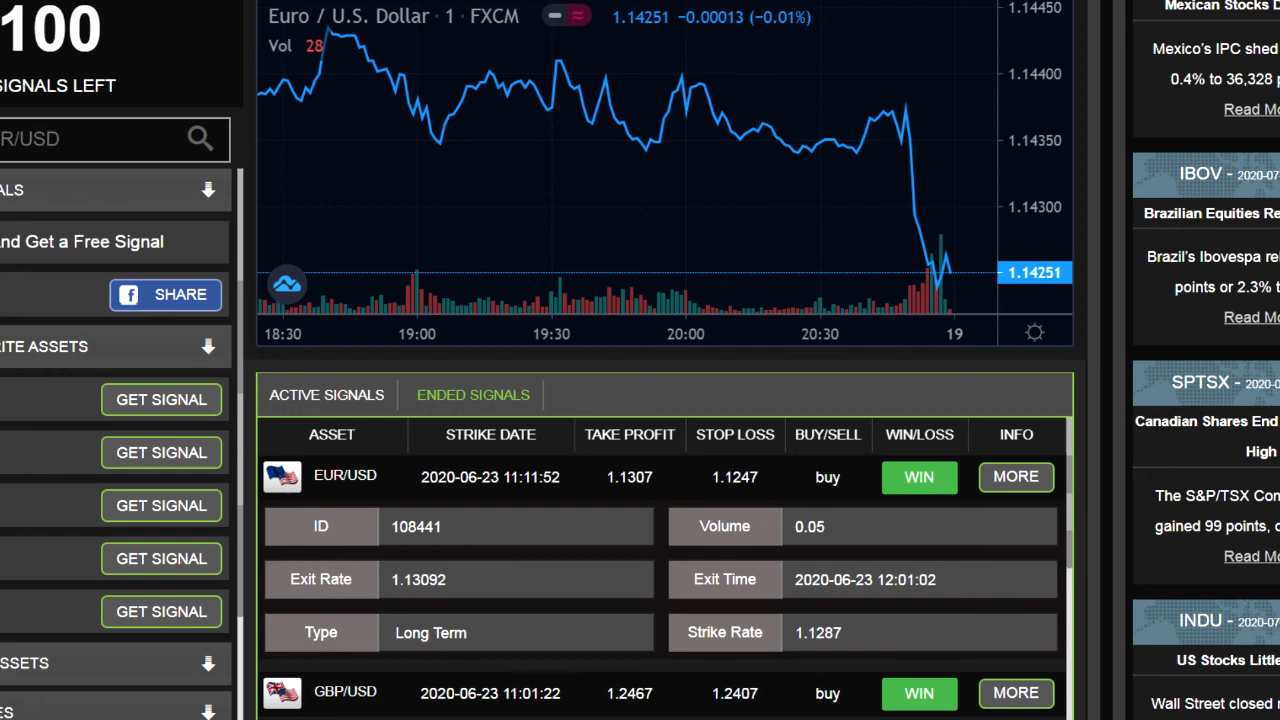 100
SIGNALS LEFT
R/USD
ALS
And Get a Free Signal
f SHARE
RITE ASSETS
GET SIGNAL
GET SIGNAL
GET SIGNAL
GET SIGNAL
GET SIGNAL
ASSETS
ES
Euro / U.S. Dollar · 1 · FXCM 1.14251 −0.00013 (−0.01%)
Vol 28
1.14450
1.14400
1.14350
1.14300
1.14251
18:30 19:00 19:30 20:00 20:30 19
ACTIVE SIGNALS ENDED SIGNALS
ASSET STRIKE DATE TAKE PROFIT STOP LOSS BUY/SELL WIN/LOSS INFO
EUR/USD 2020-06-23 11:11:52 1.1307 1.1247 buy WIN MORE
ID 108441 Volume 0.05
Exit Rate 1.13092 Exit Time 2020-06-23 12:01:02
Type Long Term Strike Rate 1.1287
GBP/USD 2020-06-23 11:01:22 1.2467 1.2407 buy WIN MORE
Mexican Stocks D
Mexico's IPC shed
0.4% to 36,328 p
Read Mo
IBOV - 2020-07
Brazilian Equities Re
Brazil's Ibovespa rel
points or 2.3% t
Read Mo
SPTSX - 2020-0
Canadian Shares End
High
The S&P/TSX Com
gained 99 points, o
Read Mo
INDU - 2020-07
US Stocks Little
Wall Street closed r